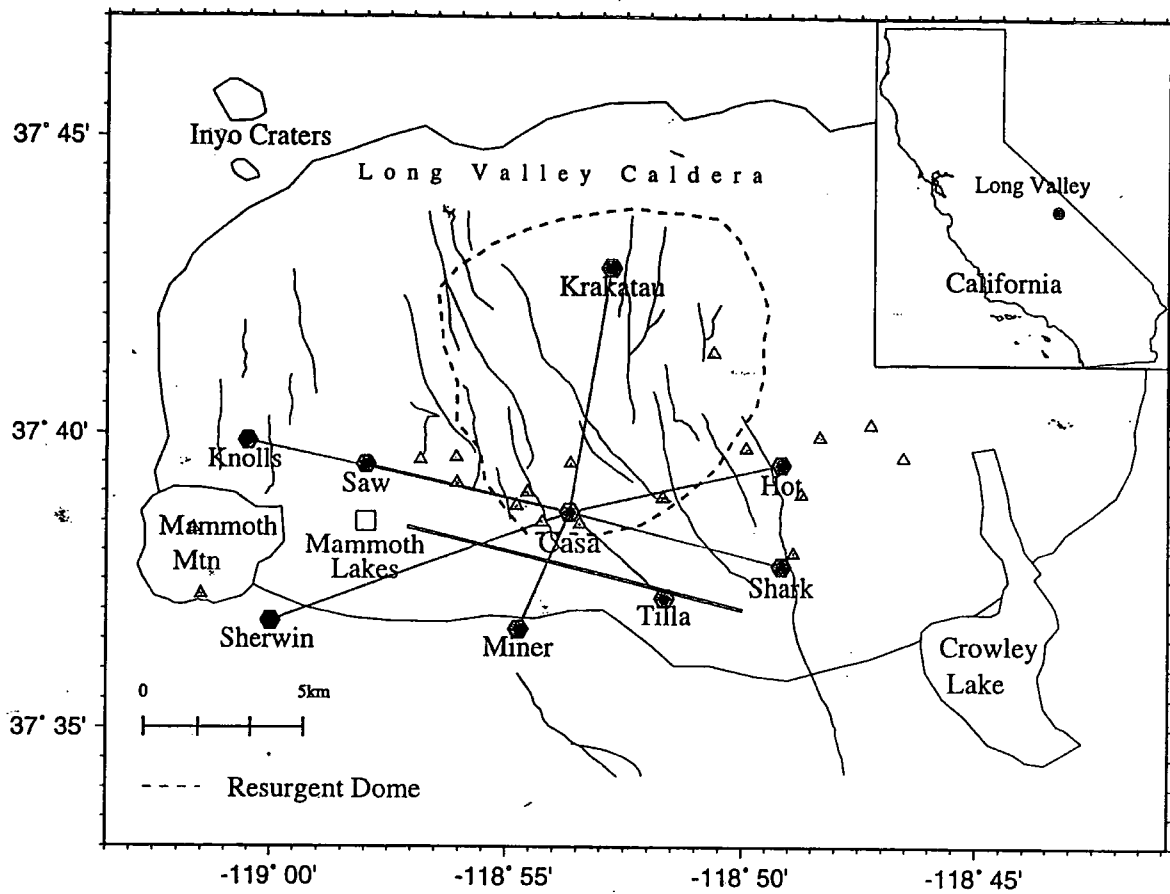 37° 45'
Inyo Craters
Long Valley Caldera
Long Valley
California
Krakatau
37° 40'
Knolls
Saw
Hot
Mammoth
Mtn
Mammoth
Lakes
Casa
Shark
Tilla
Sherwin
Miner
Crowley
Lake
0
5km
37° 35'
Resurgent Dome
-119° 00'
-118° 55'
-118° 50'
-118° 45'